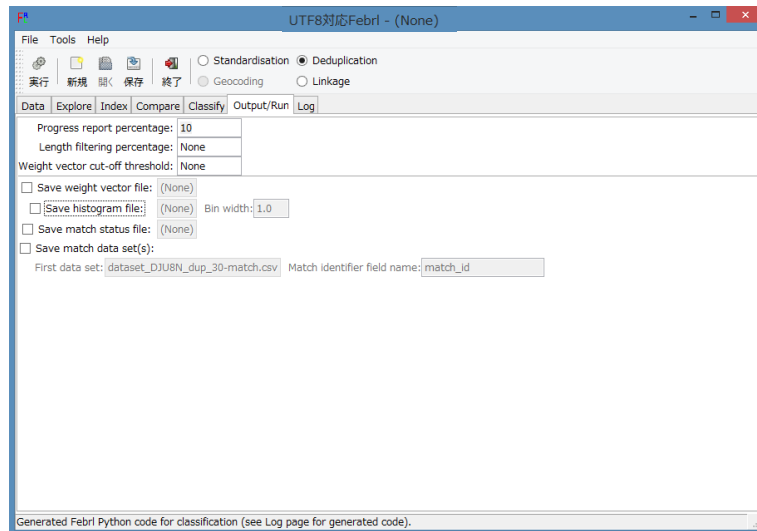 UTF8対応Febrl - (None)
File Tools Help
Standardisation Deduplication
実行 新規 開く 保存 終了 Geocoding Linkage
Data Explore Index Compare Classify Output/Run Log
Progress report percentage: 10
Length filtering percentage: None
Weight vector cut-off threshold: None
Save weight vector file: (None)
Save histogram file: (None) Bin width: 1.0
Save match status file: (None)
Save match data set(s):
First data set: dataset_DJU8N_dup_30-match.csv Match identifier field name: match_id
Generated Febrl Python code for classification (see Log page for generated code).